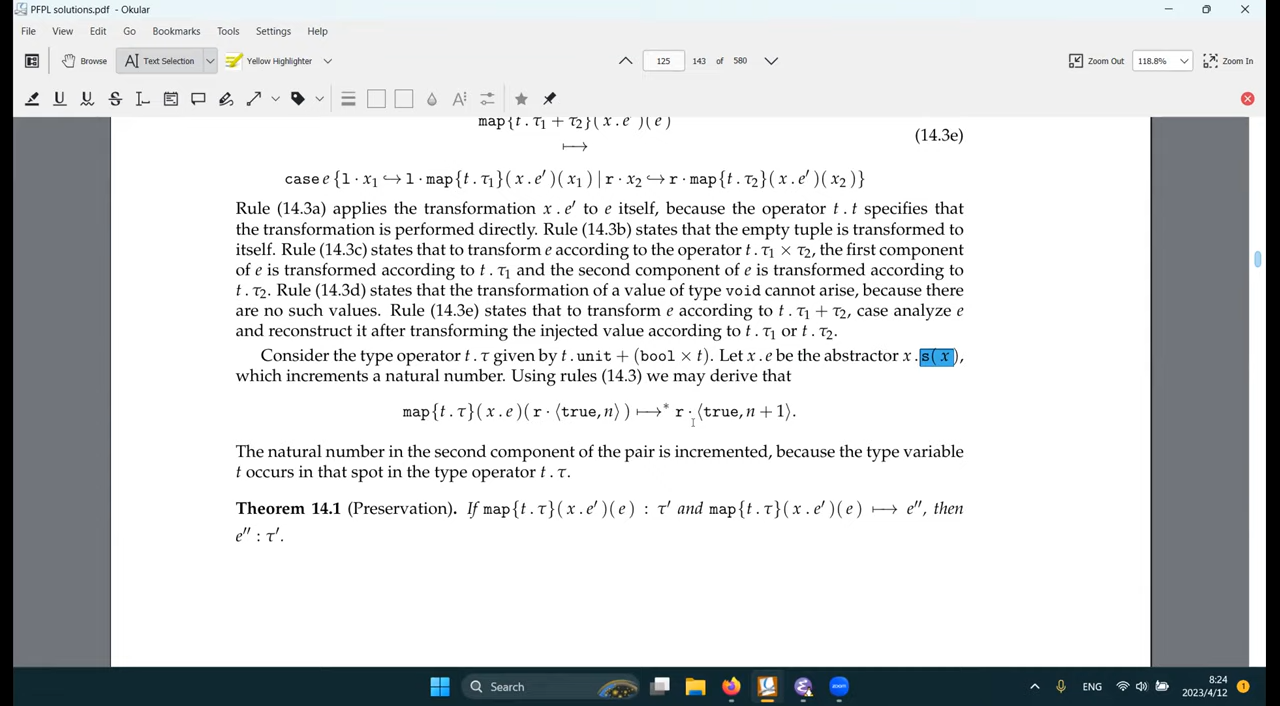 PFPL solutions.pdf - Okular
File View Edit Go Bookmarks Tools Settings Help
Browse Text Selection Yellow Highlighter 125 143 of 580 Zoom Out 118.8% Zoom In
map{t . τ₁ + τ₂}(x . e′)(e)
(14.3e)
⟼
case e {l · x₁ ↪ l · map{t . τ₁}(x . e′)(x₁) | r · x₂ ↪ r · map{t . τ₂}(x . e′)(x₂)}
Rule (14.3a) applies the transformation x . e′ to e itself, because the operator t . t specifies that
the transformation is performed directly. Rule (14.3b) states that the empty tuple is transformed to
itself. Rule (14.3c) states that to transform e according to the operator t . τ₁ × τ₂, the first component
of e is transformed according to t . τ₁ and the second component of e is transformed according to
t . τ₂. Rule (14.3d) states that the transformation of a value of type void cannot arise, because there
are no such values. Rule (14.3e) states that to transform e according to t . τ₁ + τ₂, case analyze e
and reconstruct it after transforming the injected value according to t . τ₁ or t . τ₂.
Consider the type operator t . τ given by t . unit + (bool × t). Let x . e be the abstractor x . s(x),
which increments a natural number. Using rules (14.3) we may derive that
map{t . τ}(x . e)(r · ⟨true, n⟩) ⟼* r · ⟨true, n + 1⟩.
The natural number in the second component of the pair is incremented, because the type variable
t occurs in that spot in the type operator t . τ.
Theorem 14.1 (Preservation). If map{t . τ}(x . e′)(e) : τ′ and map{t . τ}(x . e′)(e) ⟼ e″, then
e″ : τ′.
Search
zoom
ENG
8:24
2023/4/12
1